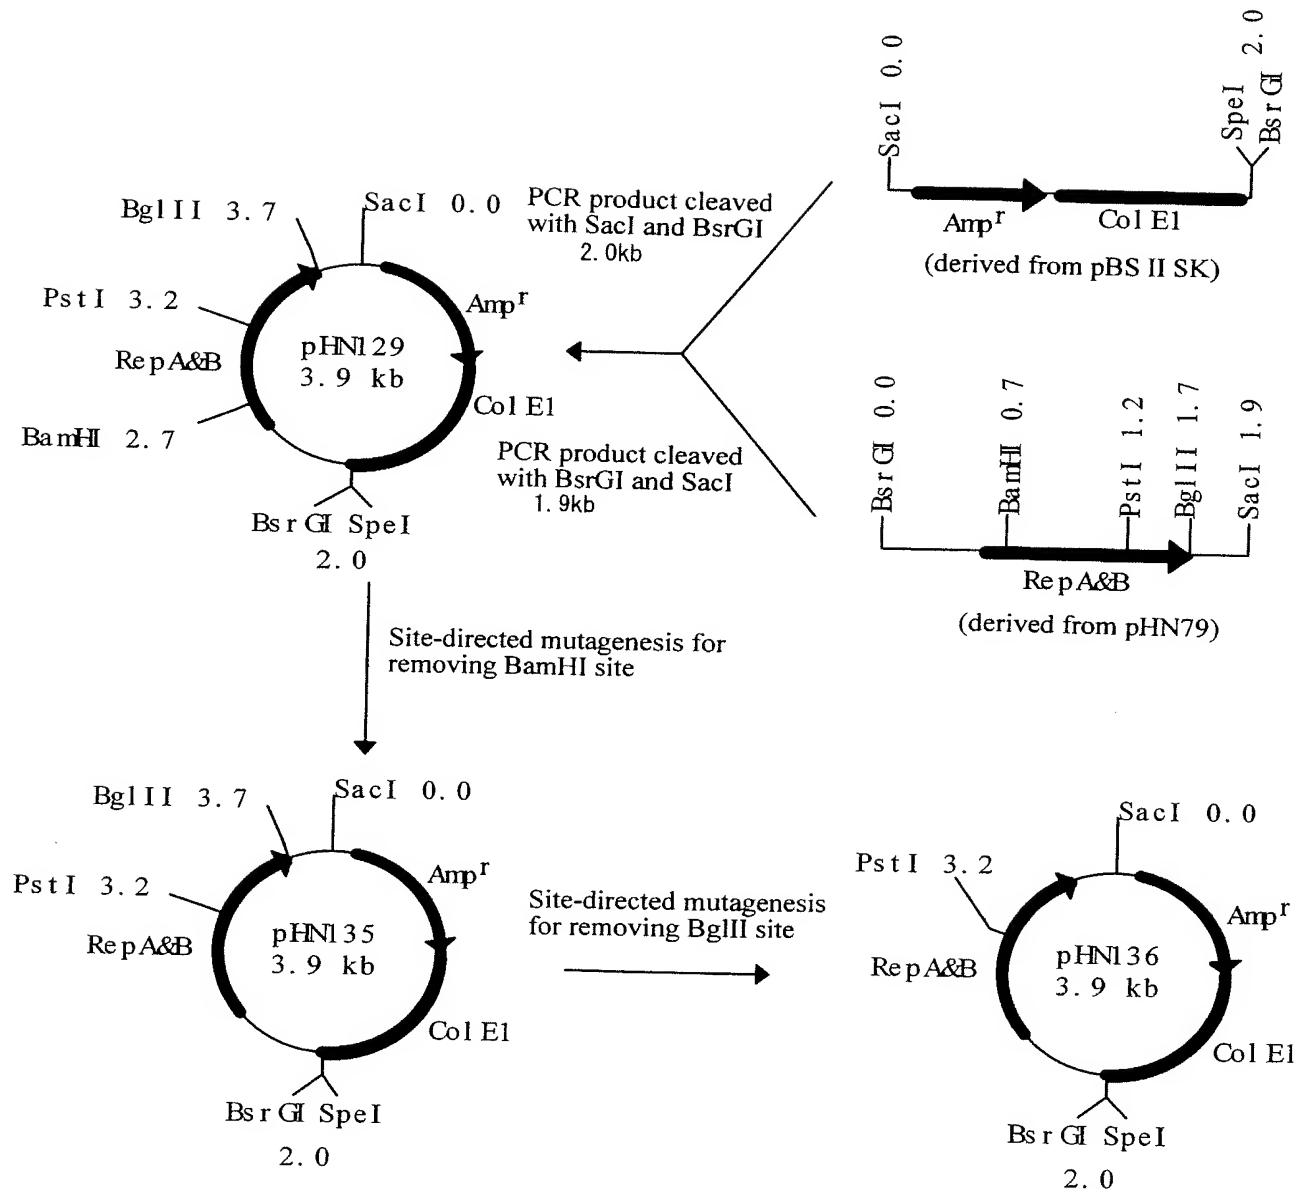 SacI 0.0
SpeI
BsrGI 2.0
Amp^r
Col E1
(derived from pBS II SK)
BglII 3.7
SacI 0.0
PCR product cleaved
with SacI and BsrGI
2.0kb
PstI 3.2
Amp^r
RepA&B
pHN129
3.9 kb
Col E1
BamHI 2.7
PCR product cleaved
with BsrGI and SacI
1.9kb
BsrGI SpeI
2.0
BsrGI 0.0
BamHI 0.7
PstI 1.2
BglII 1.7
SacI 1.9
RepA&B
(derived from pHN79)
Site-directed mutagenesis for
removing BamHI site
BglII 3.7
SacI 0.0
PstI 3.2
Amp^r
RepA&B
pHN135
3.9 kb
Col E1
BsrGI SpeI
2.0
Site-directed mutagenesis
for removing BglII site
SacI 0.0
PstI 3.2
Amp^r
RepA&B
pHN136
3.9 kb
Col E1
BsrGI SpeI
2.0